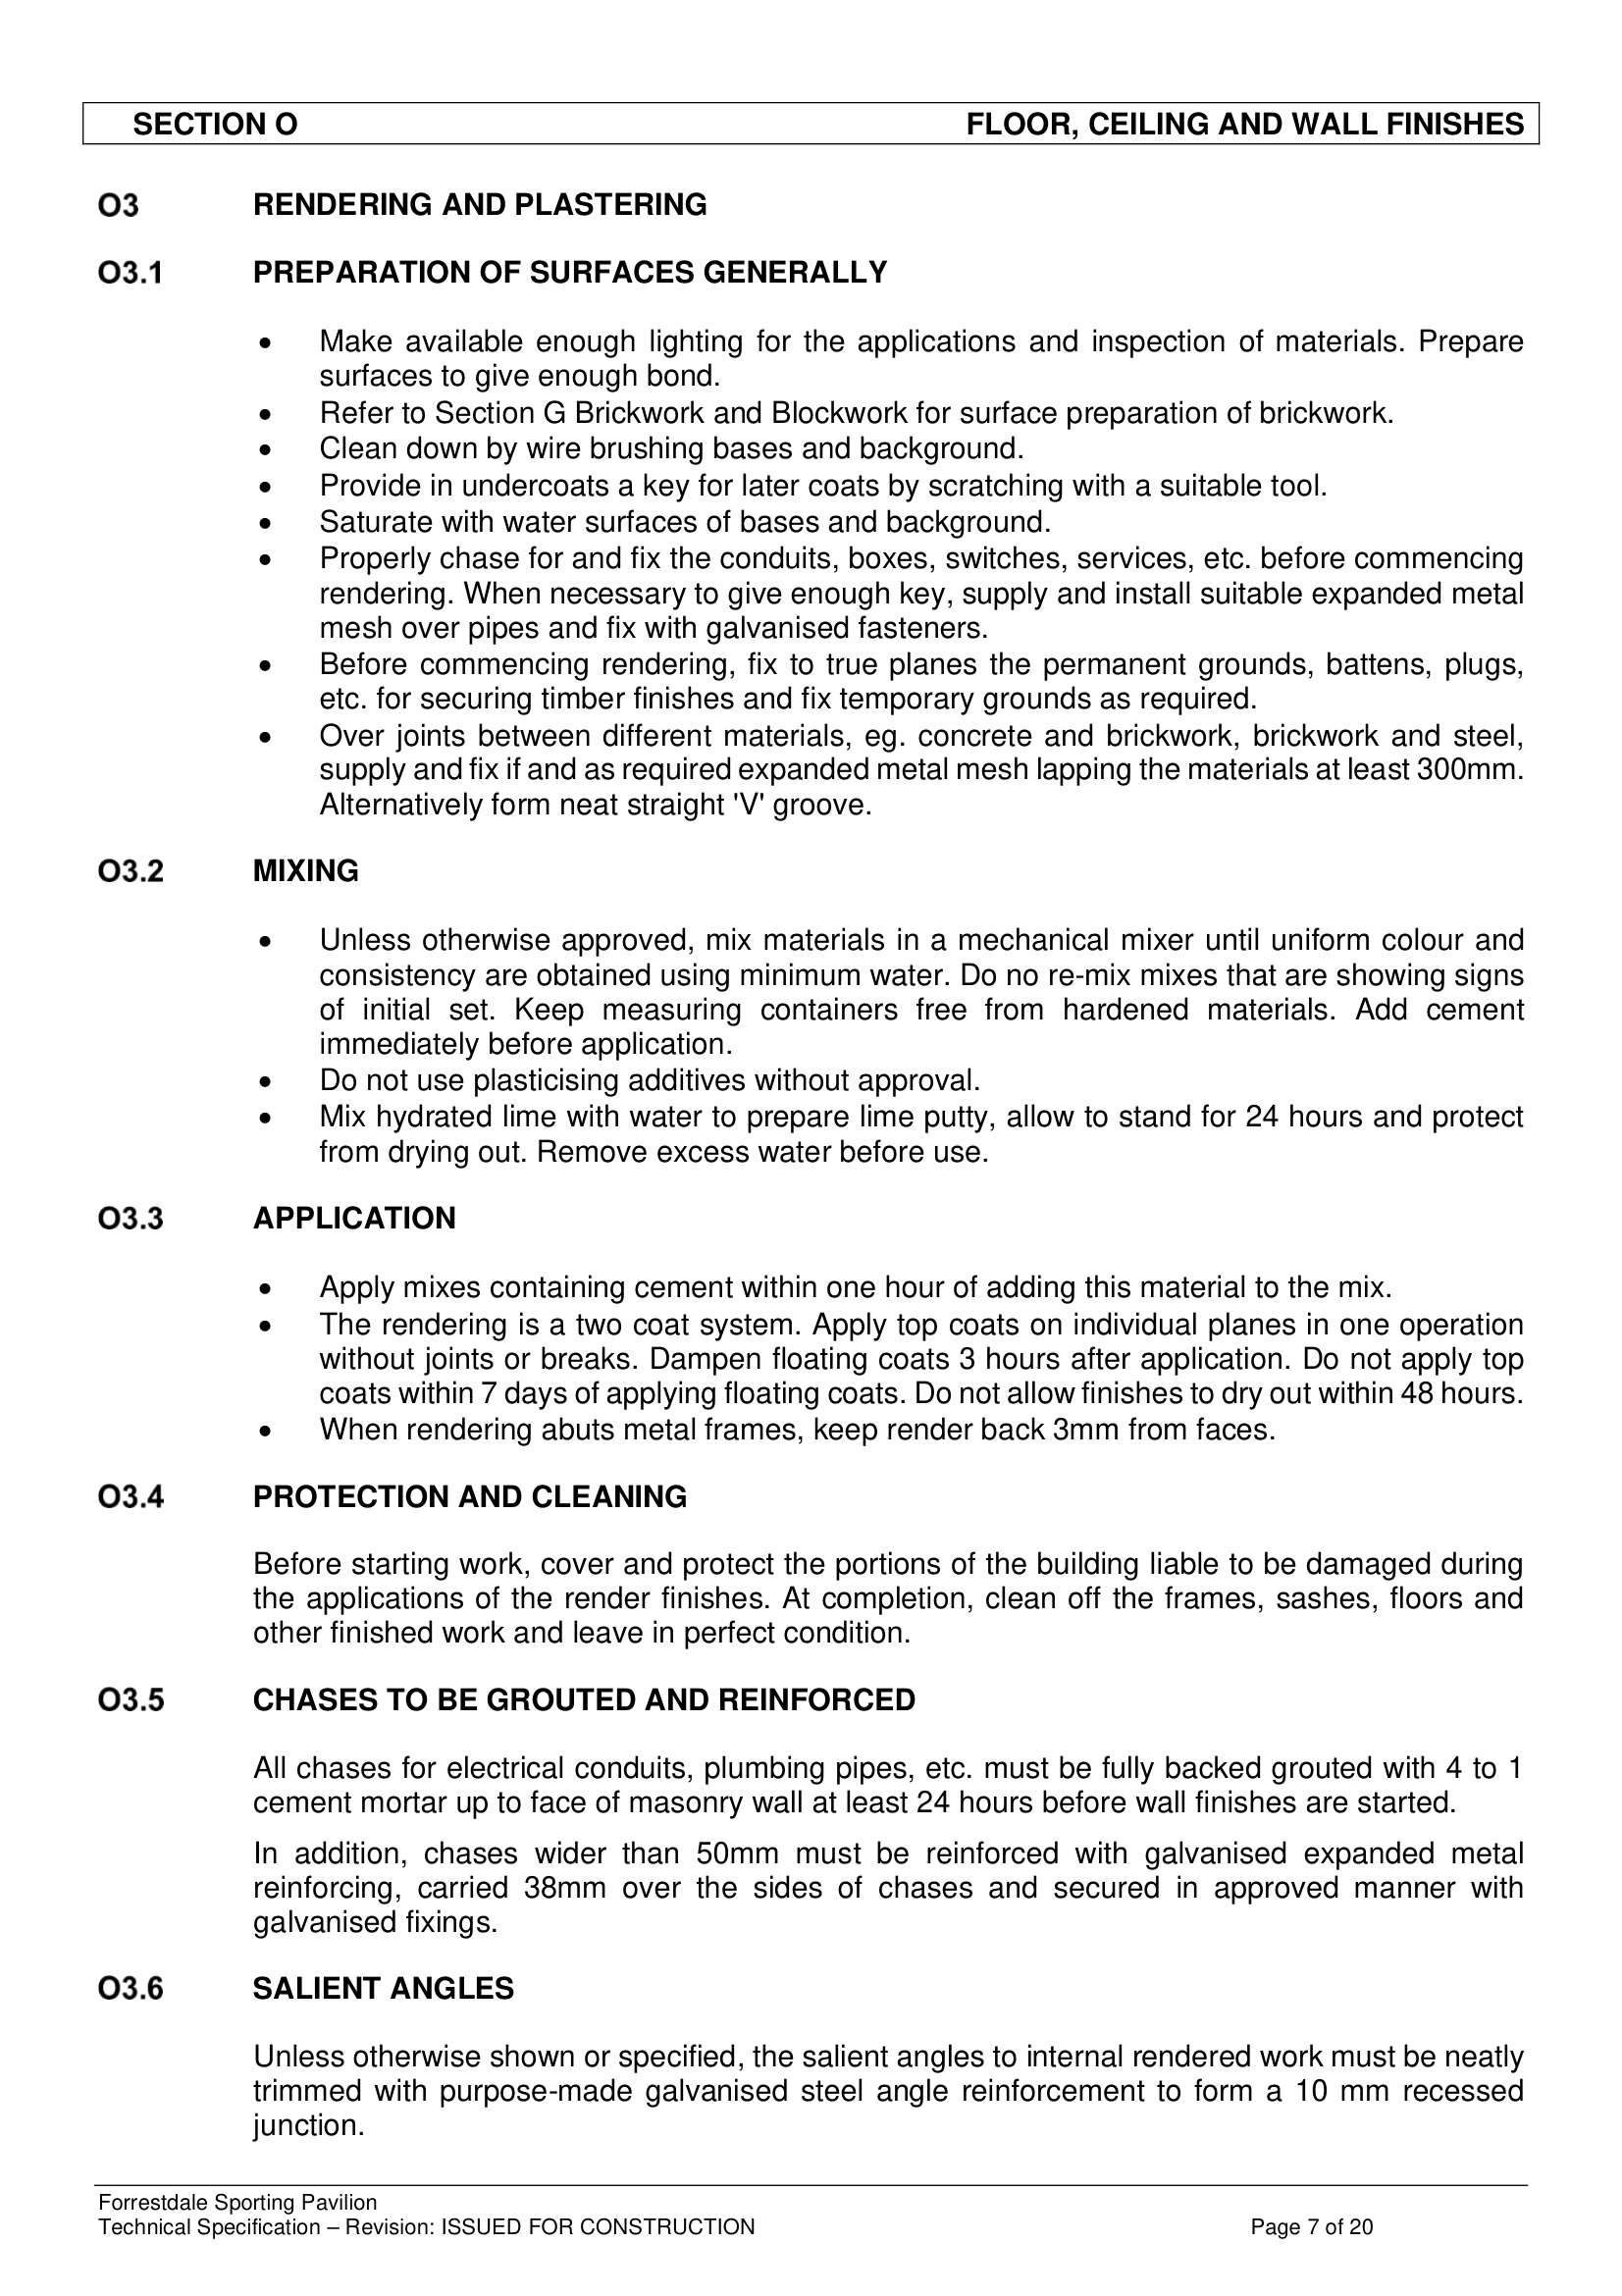 SECTION O FLOOR, CEILING AND WALL FINISHES
O3 RENDERING AND PLASTERING
O3.1 PREPARATION OF SURFACES GENERALLY
• Make available enough lighting for the applications and inspection of materials. Prepare
surfaces to give enough bond.
• Refer to Section G Brickwork and Blockwork for surface preparation of brickwork.
• Clean down by wire brushing bases and background.
• Provide in undercoats a key for later coats by scratching with a suitable tool.
• Saturate with water surfaces of bases and background.
• Properly chase for and fix the conduits, boxes, switches, services, etc. before commencing
rendering. When necessary to give enough key, supply and install suitable expanded metal
mesh over pipes and fix with galvanised fasteners.
• Before commencing rendering, fix to true planes the permanent grounds, battens, plugs,
etc. for securing timber finishes and fix temporary grounds as required.
• Over joints between different materials, eg. concrete and brickwork, brickwork and steel,
supply and fix if and as required expanded metal mesh lapping the materials at least 300mm.
Alternatively form neat straight 'V' groove.
O3.2 MIXING
• Unless otherwise approved, mix materials in a mechanical mixer until uniform colour and
consistency are obtained using minimum water. Do no re-mix mixes that are showing signs
of initial set. Keep measuring containers free from hardened materials. Add cement
immediately before application.
• Do not use plasticising additives without approval.
• Mix hydrated lime with water to prepare lime putty, allow to stand for 24 hours and protect
from drying out. Remove excess water before use.
O3.3 APPLICATION
• Apply mixes containing cement within one hour of adding this material to the mix.
• The rendering is a two coat system. Apply top coats on individual planes in one operation
without joints or breaks. Dampen floating coats 3 hours after application. Do not apply top
coats within 7 days of applying floating coats. Do not allow finishes to dry out within 48 hours.
• When rendering abuts metal frames, keep render back 3mm from faces.
O3.4 PROTECTION AND CLEANING
Before starting work, cover and protect the portions of the building liable to be damaged during
the applications of the render finishes. At completion, clean off the frames, sashes, floors and
other finished work and leave in perfect condition.
O3.5 CHASES TO BE GROUTED AND REINFORCED
All chases for electrical conduits, plumbing pipes, etc. must be fully backed grouted with 4 to 1
cement mortar up to face of masonry wall at least 24 hours before wall finishes are started.
In addition, chases wider than 50mm must be reinforced with galvanised expanded metal
reinforcing, carried 38mm over the sides of chases and secured in approved manner with
galvanised fixings.
O3.6 SALIENT ANGLES
Unless otherwise shown or specified, the salient angles to internal rendered work must be neatly
trimmed with purpose-made galvanised steel angle reinforcement to form a 10 mm recessed
junction.
Forrestdale Sporting Pavilion
Technical Specification – Revision: ISSUED FOR CONSTRUCTION Page 7 of 20